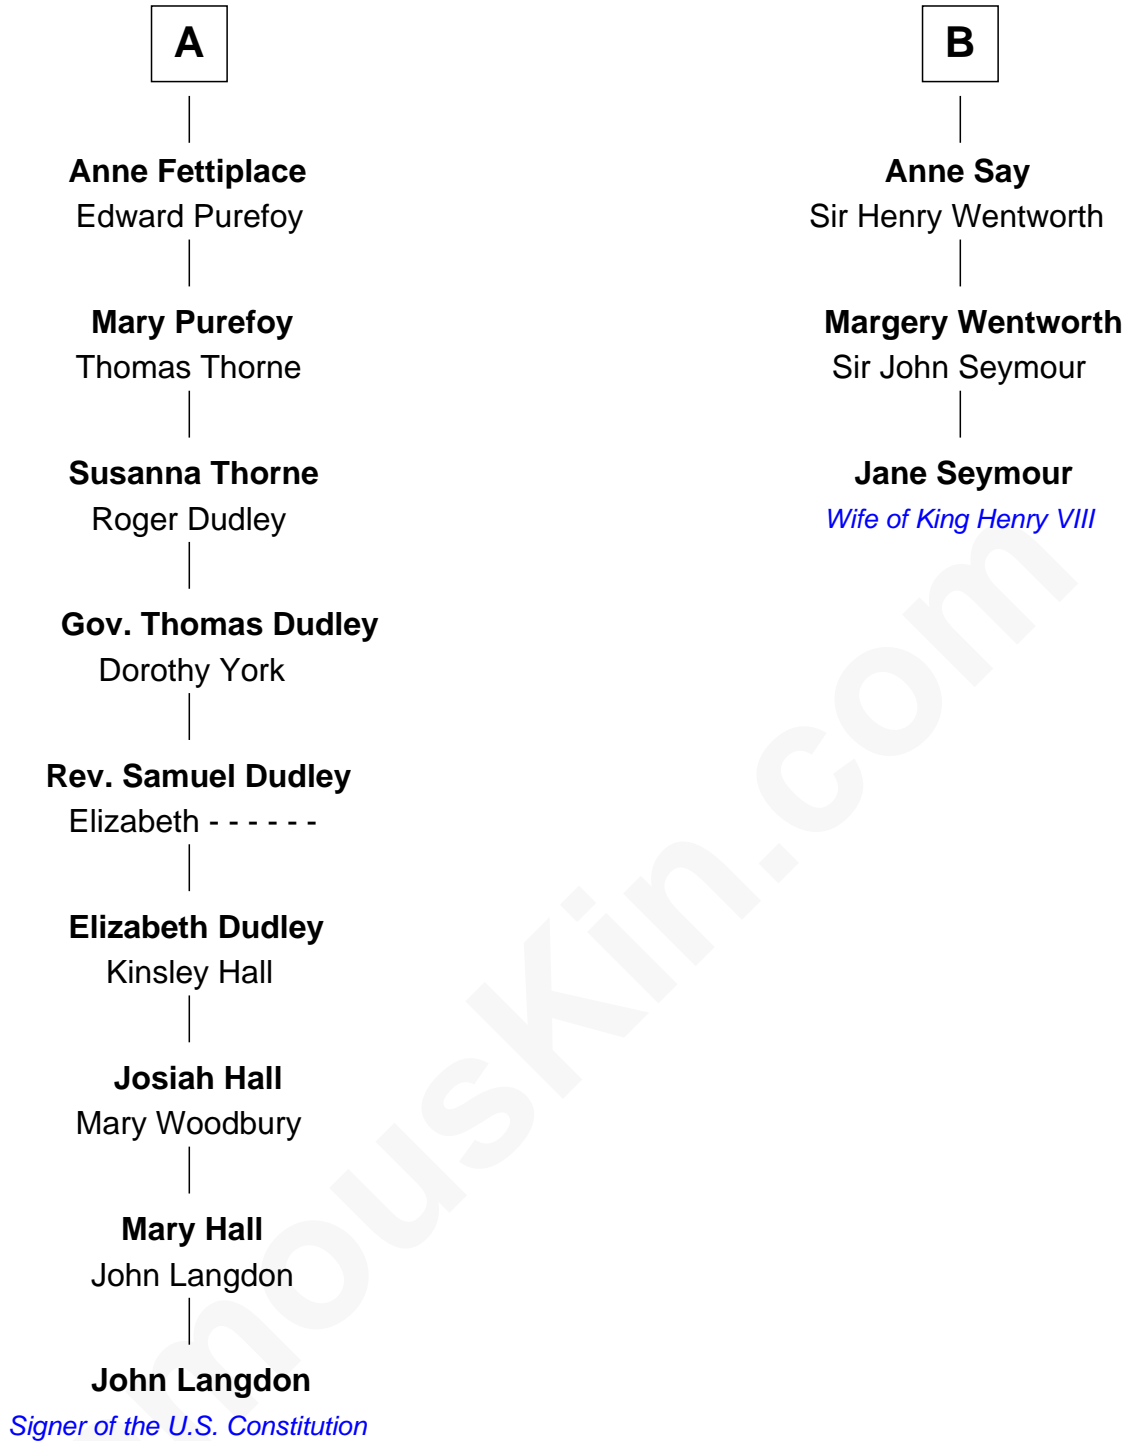 A
Anne Fettiplace
Edward Purefoy
Mary Purefoy
Thomas Thorne
Susanna Thorne
Roger Dudley
Gov. Thomas Dudley
Dorothy York
Rev. Samuel Dudley
Elizabeth - - - - - -
Elizabeth Dudley
Kinsley Hall
Josiah Hall
Mary Woodbury
Mary Hall
John Langdon
John Langdon
Signer of the U.S. Constitution
B
Anne Say
Sir Henry Wentworth
Margery Wentworth
Sir John Seymour
Jane Seymour
Wife of King Henry VIII
mouskin.com